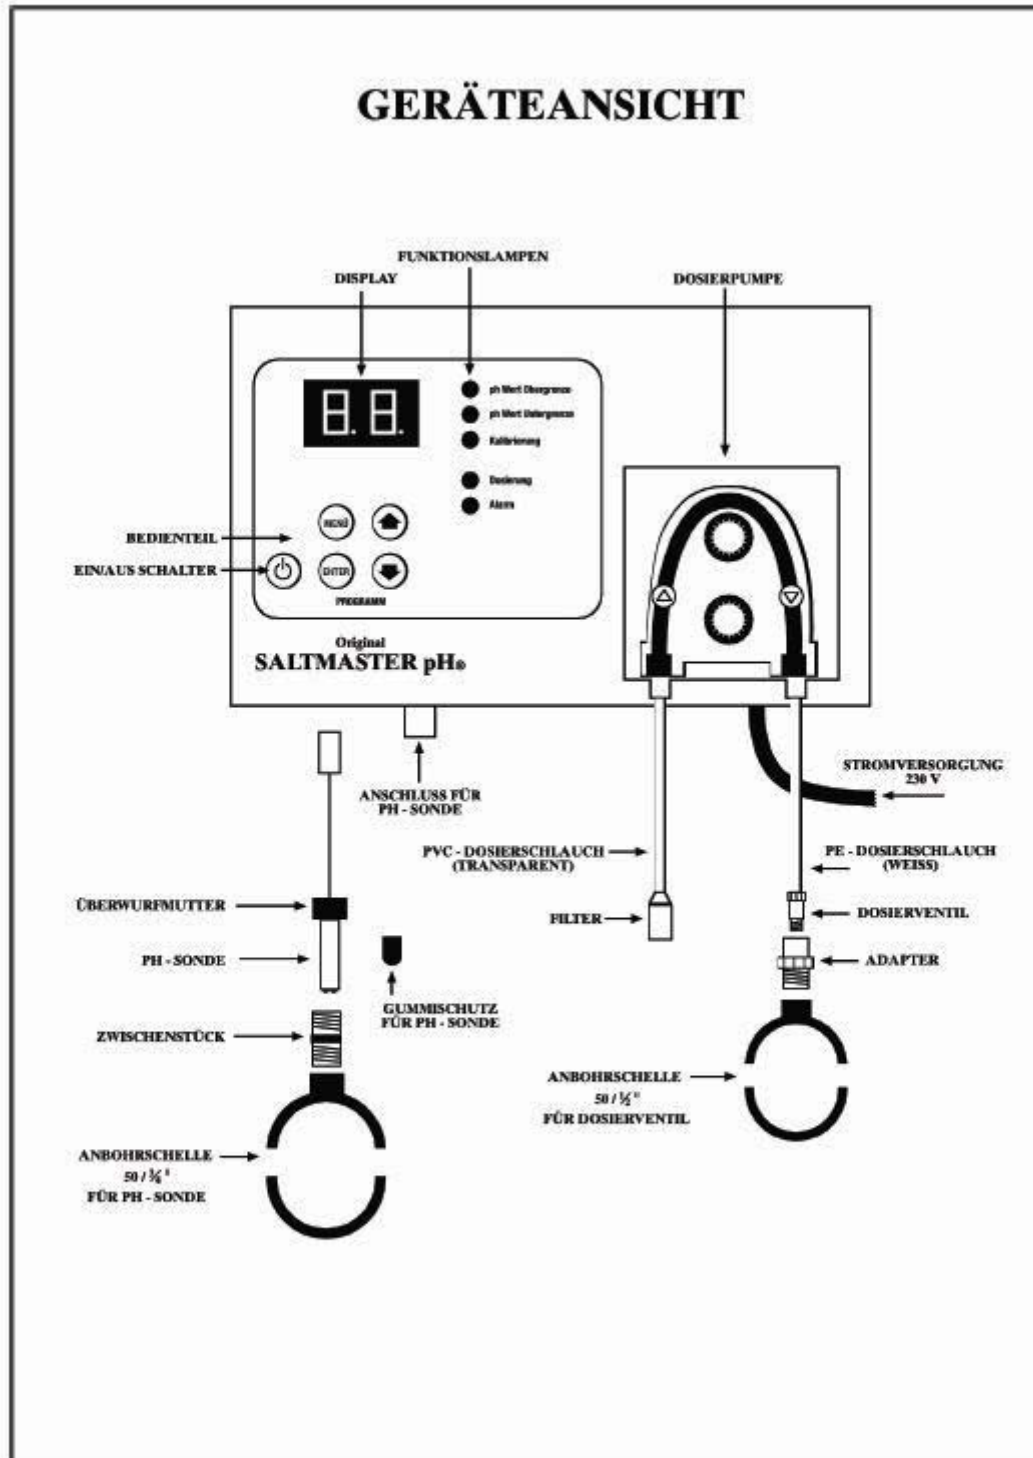 GERÄTEANSICHT
FUNKTIONSLAMPEN
DISPLAY
DOSIERPUMPE
ph Wert Obergrenze
ph Wert Untergrenze
Kalibrierung
Dosierung
Alarm
MENÜ
BEDIENTEIL
EIN/AUS SCHALTER
ENTER
PROGRAMM
Original
SALTMASTER pH®
ANSCHLUSS FÜR
PH - SONDE
STROMVERSORGUNG
230 V
PVC - DOSIERSCHLAUCH
(TRANSPARENT)
PE - DOSIERSCHLAUCH
(WEISS)
ÜBERWURFMUTTER
FILTER
DOSIERVENTIL
PH - SONDE
ADAPTER
GUMMISCHUTZ
FÜR PH - SONDE
ZWISCHENSTÜCK
ANBOHRSCHELLE
50 / ½ "
FÜR DOSIERVENTIL
ANBOHRSCHELLE
50 / "
FÜR PH - SONDE